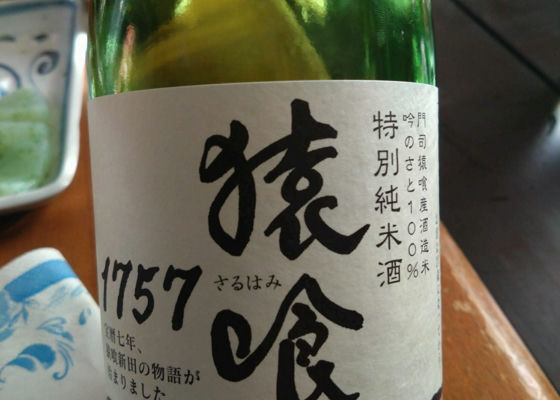 門司猿喰産酒造米
吟のさと100%
特別純米酒
猿喰
さるはみ
1757
宝暦七年、
猿喰新田の物語が
始まりました